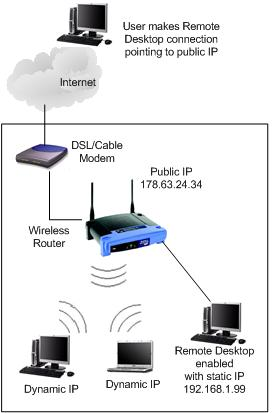 User makes Remote
Desktop connection
pointing to public IP
Internet
DSL/Cable
Modem
Public IP
178.63.24.34
Wireless
Router
Remote Desktop
enabled
with static IP
192.168.1.99
Dynamic IP
Dynamic IP